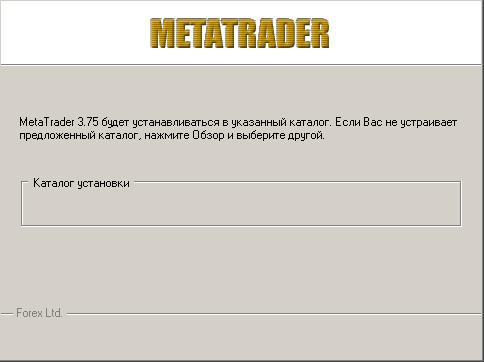 METATRADER
MetaTrader 3.75 будет устанавливаться в указанный каталог. Если Вас не устраивает
предложенный каталог, нажмите Обзор и выберите другой.
Каталог установки
Forex Ltd.